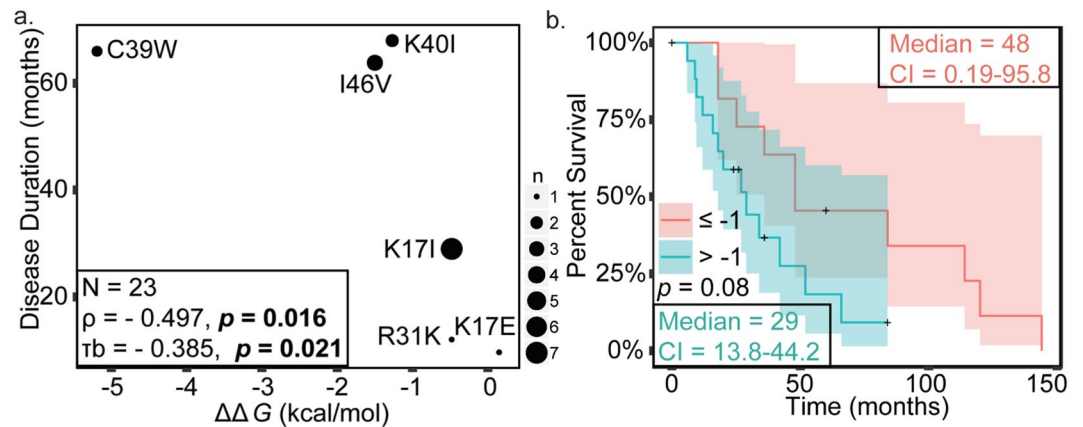 a.
Disease Duration (months)
60
40
20
C39W
K40I
I46V
K17I
R31K
K17E
N = 23
ρ = - 0.497, p = 0.016
τb = - 0.385, p = 0.021
-5
-4
-3
-2
-1
0
ΔΔG (kcal/mol)
n
1
2
3
4
5
6
7
b.
Percent Survival
100%
75%
50%
25%
0%
Median = 48
CI = 0.19-95.8
≤ -1
> -1
p = 0.08
Median = 29
CI = 13.8-44.2
0
50
100
150
Time (months)